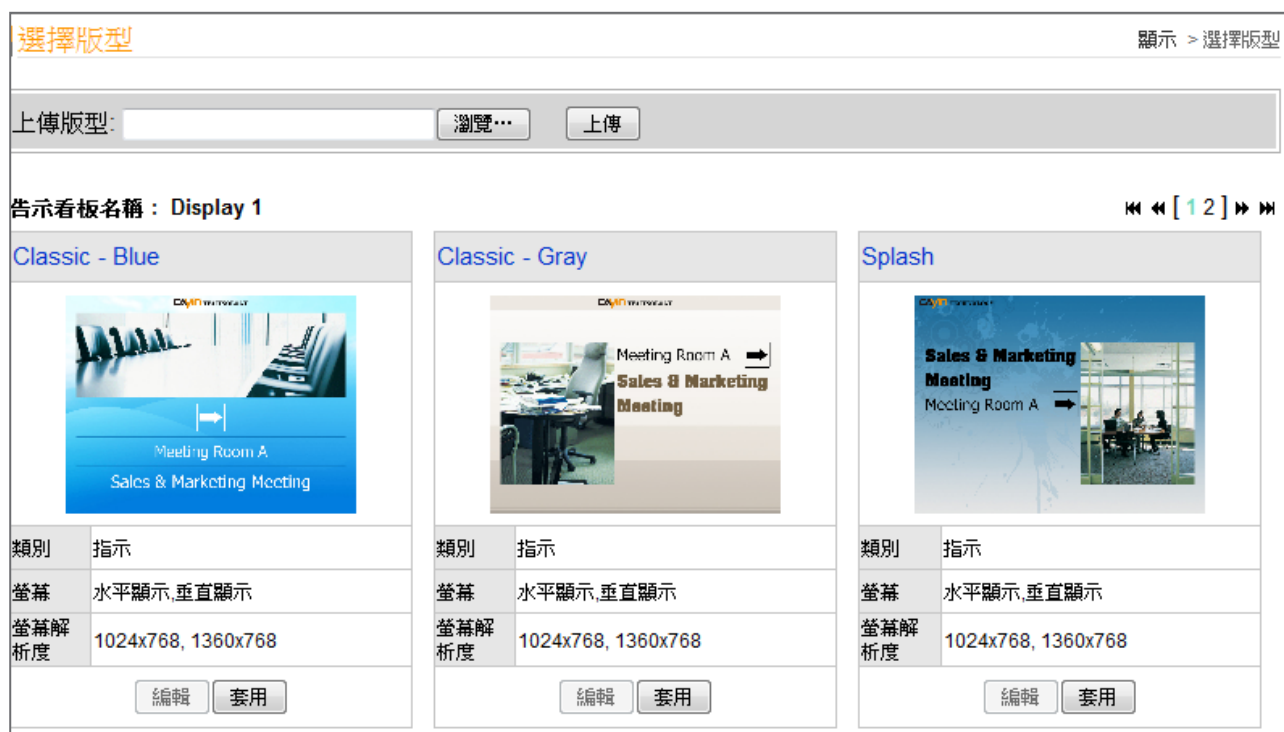 選擇版型
顯示 >選擇版型
上傳版型: 瀏覽… 上傳
告示看板名稱： Display 1
[ 1 2 ]
Classic - Blue
Classic - Gray
Splash
Meeting Room A
Sales & Marketing Meeting
Meeting Room A
Sales & Marketing
Meeting
Sales & Marketing
Meeting
Meeting Room A
類別 指示
螢幕 水平顯示,垂直顯示
螢幕解析度 1024x768, 1360x768
編輯 套用
類別 指示
螢幕 水平顯示,垂直顯示
螢幕解析度 1024x768, 1360x768
編輯 套用
類別 指示
螢幕 水平顯示,垂直顯示
螢幕解析度 1024x768, 1360x768
編輯 套用